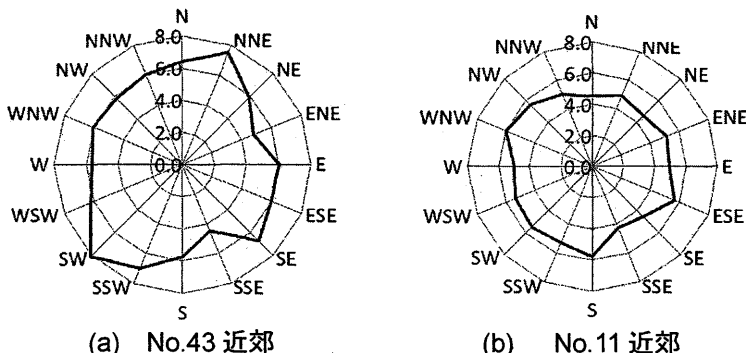 N
NNW
NNE
NW
NE
WNW
ENE
W
E
WSW
ESE
SW
SE
SSW
SSE
S
8.0
6.0
4.0
2.0
0.0
(a) No.43 近郊
N
NNW
NNE
NW
NE
WNW
ENE
W
E
WSW
ESE
SW
SE
SSW
SSE
S
8.0
6.0
4.0
2.0
0.0
(b) No.11 近郊